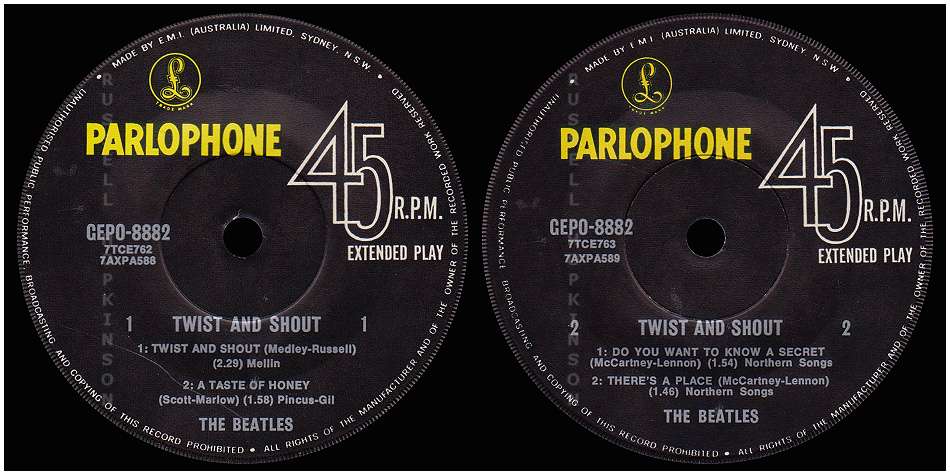 MADE BY E.M.I. (AUSTRALIA) LIMITED, SYDNEY, N.S.W. •
UNAUTHORISED PUBLIC PERFORMANCE, BROADCASTING AND COPYING OF THIS RECORD PROHIBITED • ALL RIGHTS OF THE MANUFACTURER AND OF THE OWNER OF THE RECORDED WORK RESERVED •
£
TRADE MARK
PARLOPHONE
45
R.P.M.
GEPO-8882
7TCE762
7AXPA588
EXTENDED PLAY
1 TWIST AND SHOUT 1
1: TWIST AND SHOUT (Medley-Russell)
(2.29) Mellin
2: A TASTE OF HONEY
(Scott-Marlow) (1.58) Pincus-Gil
THE BEATLES
RUSSELL PKINSON
MADE BY E.M.I. (AUSTRALIA) LIMITED, SYDNEY, N.S.W. •
UNAUTHORISED PUBLIC PERFORMANCE, BROADCASTING AND COPYING OF THIS RECORD PROHIBITED • ALL RIGHTS OF THE MANUFACTURER AND OF THE OWNER OF THE RECORDED WORK RESERVED •
£
TRADE MARK
PARLOPHONE
45
R.P.M.
GEPO-8882
7TCE763
7AXPA589
EXTENDED PLAY
2 TWIST AND SHOUT 2
1: DO YOU WANT TO KNOW A SECRET
(McCartney-Lennon) (1.54) Northern Songs
2: THERE'S A PLACE (McCartney-Lennon)
(1.46) Northern Songs
THE BEATLES